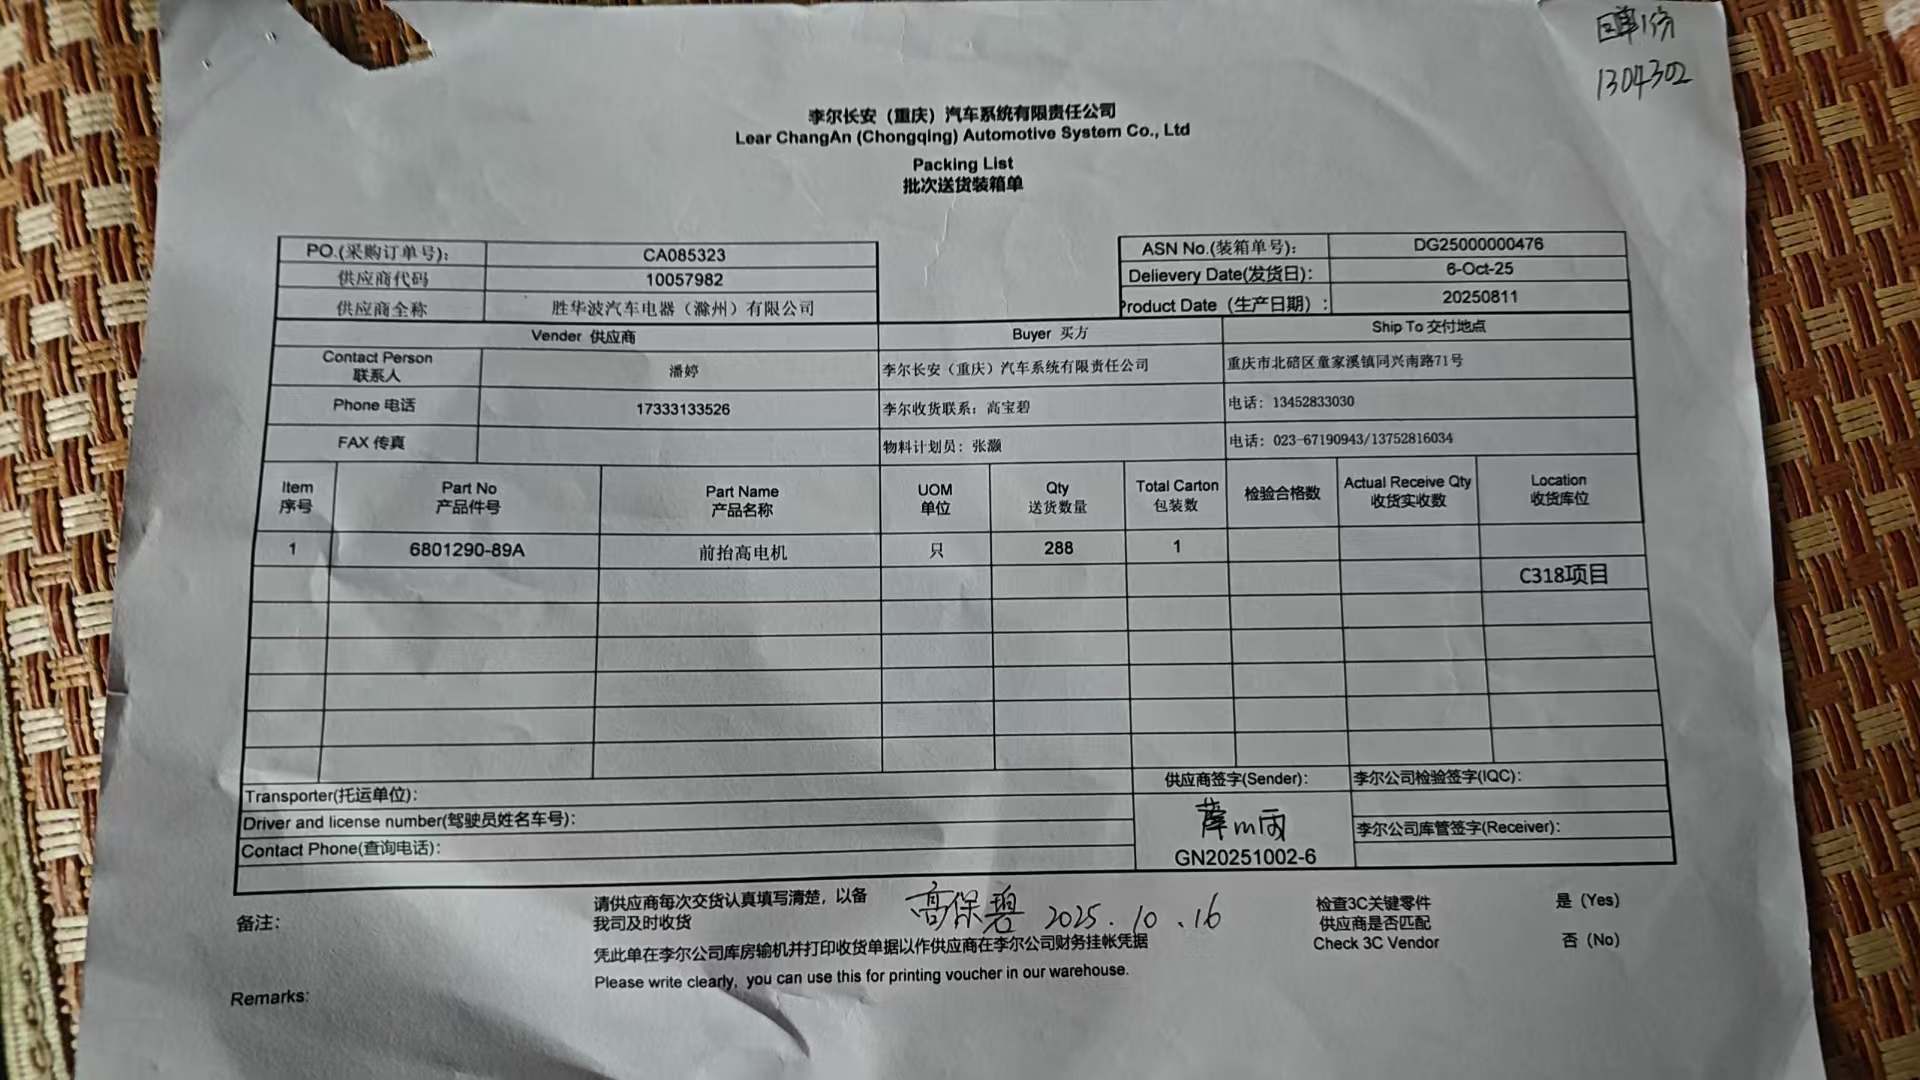 回单1份
1304302
李尔长安（重庆）汽车系统有限责任公司
Lear ChangAn (Chongqing) Automotive System Co., Ltd
Packing List
批次送货装箱单
PO.(采购订单号): CA085323
供应商代码 10057982
供应商全称 胜华波汽车电器（滁州）有限公司
ASN No.(装箱单号): DG25000000476
Delievery Date(发货日): 6-Oct-25
Product Date（生产日期）: 20250811
Vender 供应商 Buyer 买方 Ship To 交付地点
Contact Person
联系人 潘婷 李尔长安（重庆）汽车系统有限责任公司 重庆市北碚区童家溪镇同兴南路71号
Phone 电话 17333133526 李尔收货联系：高宝碧 电话：13452833030
FAX 传真 物料计划员：张灏 电话：023-67190943/13752816034
Item Part No Part Name UOM Qty Total Carton 检验合格数 Actual Receive Qty Location
序号 产品件号 产品名称 单位 送货数量 包装数 收货实收数 收货库位
1 6801290-89A 前抬高电机 只 288 1
C318项目
Transporter(托运单位):
Driver and license number(驾驶员姓名车号):
Contact Phone(查询电话):
供应商签字(Sender):
GN20251002-6
李尔公司检验签字(IQC):
李尔公司库管签字(Receiver):
备注:
请供应商每次交货认真填写清楚，以备
我司及时收货
高保碧 2025.10.16
凭此单在李尔公司库房输机并打印收货单据以作供应商在李尔公司财务挂帐凭据
Please write clearly, you can use this for printing voucher in our warehouse.
检查3C关键零件
供应商是否匹配
Check 3C Vendor
是（Yes)
否（No)
Remarks: